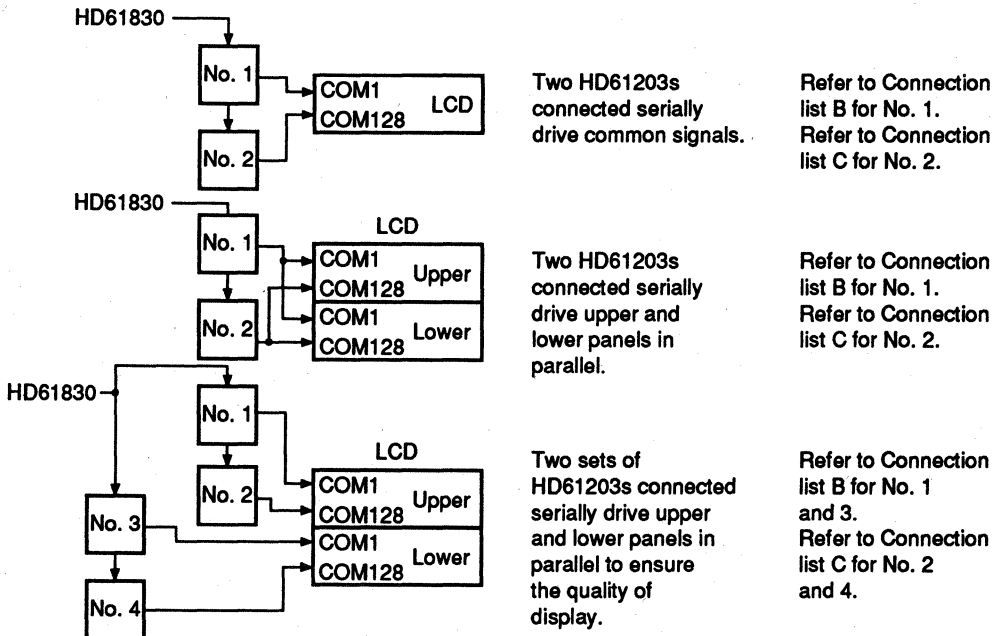 HD61830
No. 1
COM1
LCD
COM128
No. 2
Two HD61203s
connected serially
drive common signals.
Refer to Connection
list B for No. 1.
Refer to Connection
list C for No. 2.
HD61830
No. 1
LCD
COM1
Upper
COM128
No. 2
COM1
Lower
COM128
Two HD61203s
connected serially
drive upper and
lower panels in
parallel.
Refer to Connection
list B for No. 1.
Refer to Connection
list C for No. 2.
HD61830
No. 1
LCD
No. 2
COM1
Upper
COM128
No. 3
COM1
Lower
COM128
No. 4
Two sets of
HD61203s connected
serially drive upper
and lower panels in
parallel to ensure
the quality of
display.
Refer to Connection
list B for No. 1
and 3.
Refer to Connection
list C for No. 2
and 4.